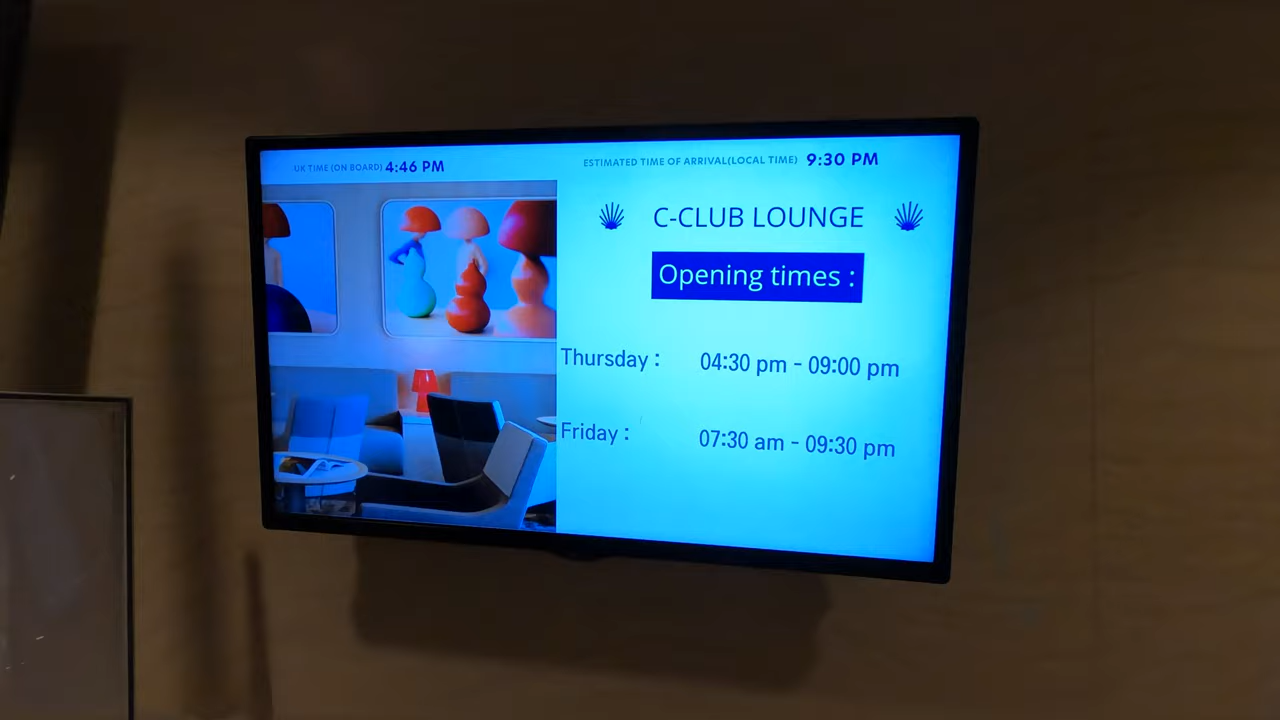 UK TIME (ON BOARD) 4:46 PM
ESTIMATED TIME OF ARRIVAL(LOCAL TIME) 9:30 PM
C-CLUB LOUNGE
Opening times :
Thursday : 04:30 pm - 09:00 pm
Friday : 07:30 am - 09:30 pm